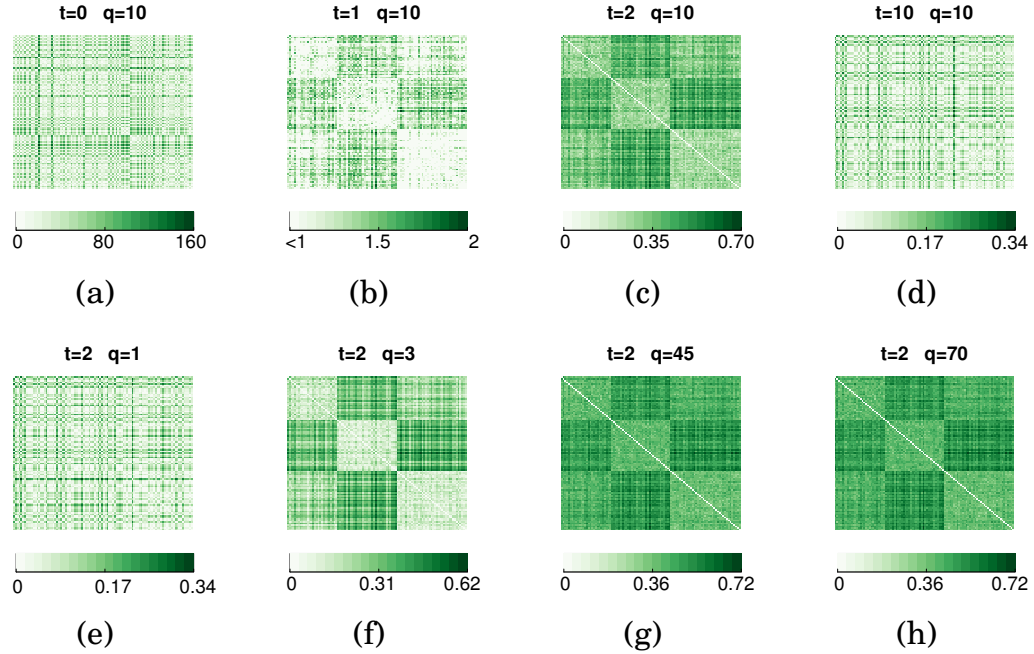 t=0 q=10 t=1 q=10 t=2 q=10 t=10 q=10
0 80 160 <1 1.5 2 0 0.35 0.70 0 0.17 0.34
(a) (b) (c) (d)
t=2 q=1 t=2 q=3 t=2 q=45 t=2 q=70
0 0.17 0.34 0 0.31 0.62 0 0.36 0.72 0 0.36 0.72
(e) (f) (g) (h)